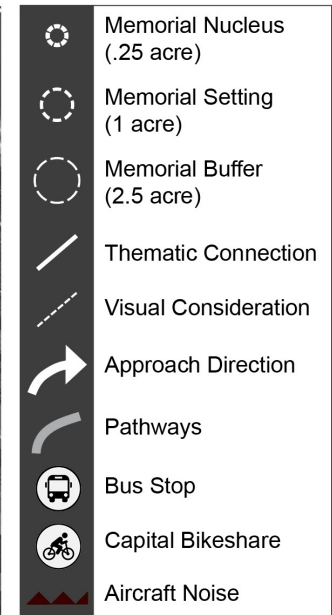 Memorial Nucleus
(.25 acre)
Memorial Setting
(1 acre)
Memorial Buffer
(2.5 acre)
Thematic Connection
Visual Consideration
Approach Direction
Pathways
Bus Stop
Capital Bikeshare
Aircraft Noise